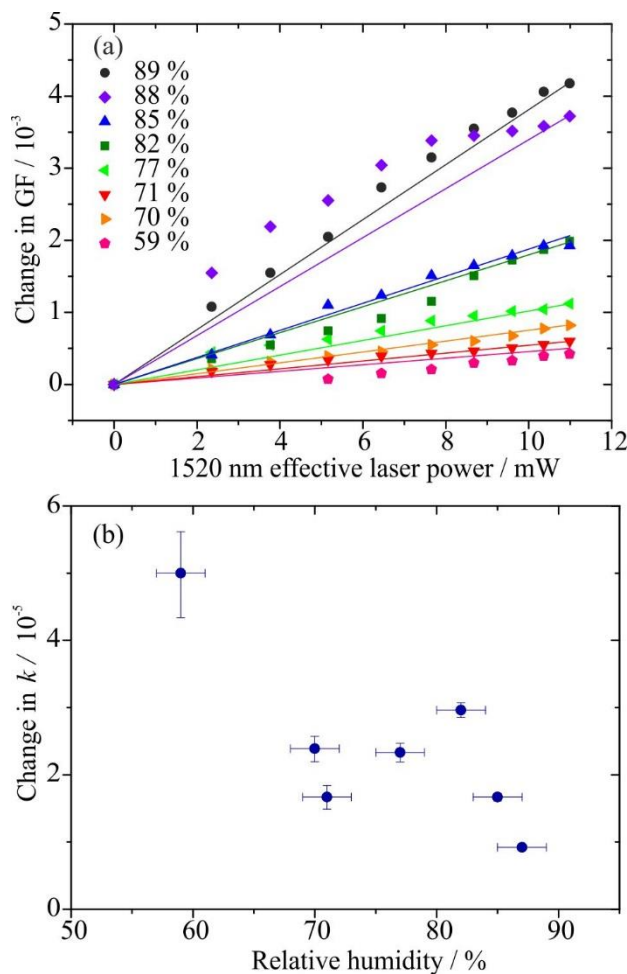 (a)
5
4
3
2
1
0
89 %
88 %
85 %
82 %
77 %
71 %
70 %
59 %
Change in GF / 10⁻³
0 2 4 6 8 10 12
1520 nm effective laser power / mW
(b)
6
4
2
0
Change in k / 10⁻⁵
50 60 70 80 90
Relative humidity / %